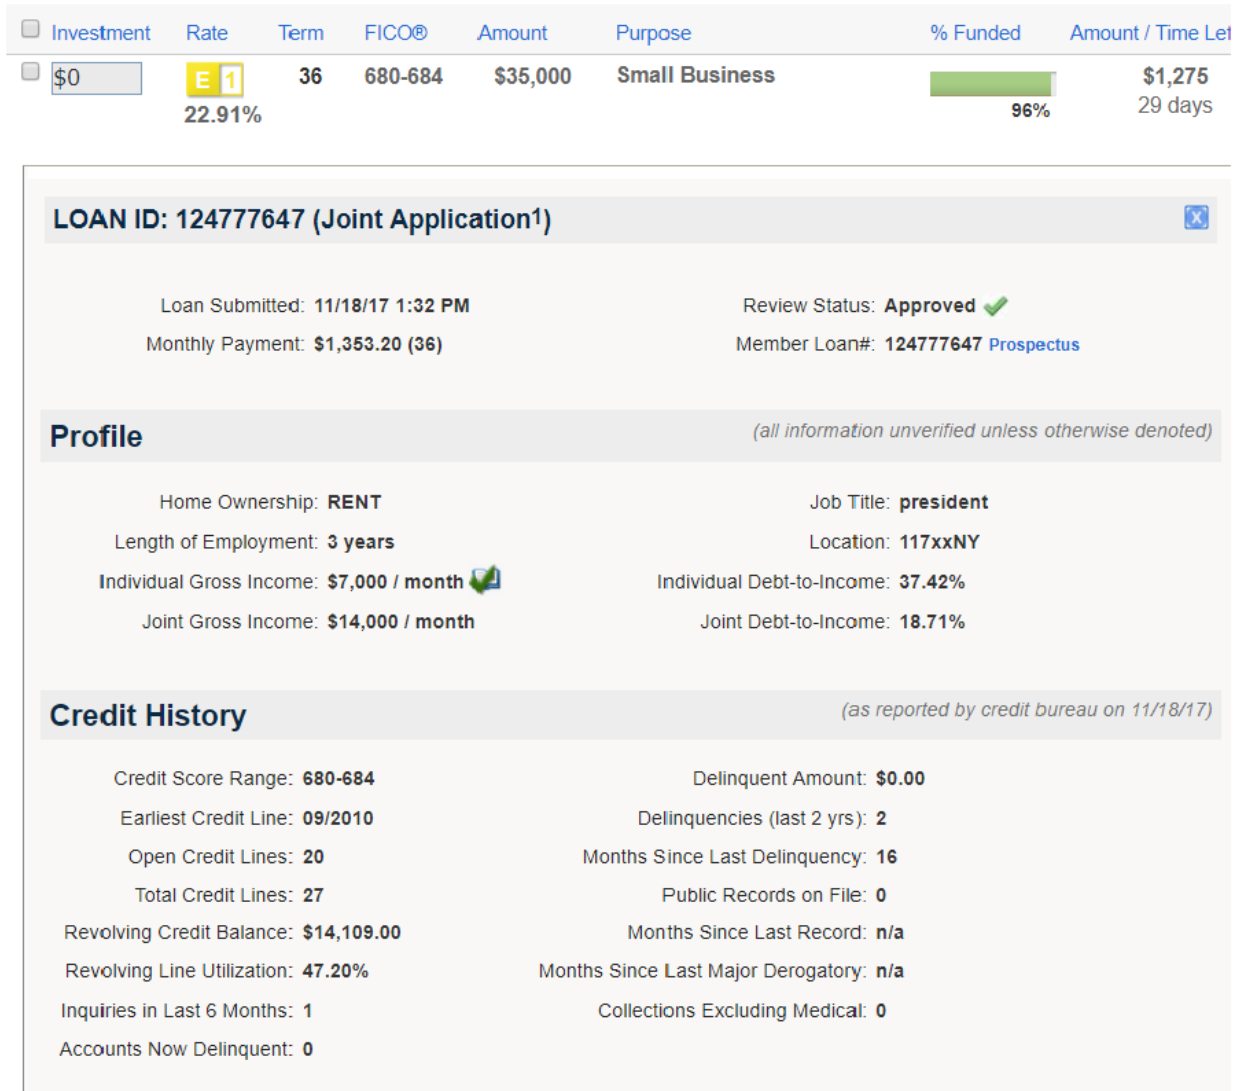 Investment Rate Term FICO® Amount Purpose % Funded Amount / Time Lef
$0 E 1 36 680-684 $35,000 Small Business $1,275
22.91% 96% 29 days
LOAN ID: 124777647 (Joint Application1)
Loan Submitted: 11/18/17 1:32 PM Review Status: Approved
Monthly Payment: $1,353.20 (36) Member Loan#: 124777647 Prospectus
Profile (all information unverified unless otherwise denoted)
Home Ownership: RENT Job Title: president
Length of Employment: 3 years Location: 117xxNY
Individual Gross Income: $7,000 / month Individual Debt-to-Income: 37.42%
Joint Gross Income: $14,000 / month Joint Debt-to-Income: 18.71%
Credit History (as reported by credit bureau on 11/18/17)
Credit Score Range: 680-684 Delinquent Amount: $0.00
Earliest Credit Line: 09/2010 Delinquencies (last 2 yrs): 2
Open Credit Lines: 20 Months Since Last Delinquency: 16
Total Credit Lines: 27 Public Records on File: 0
Revolving Credit Balance: $14,109.00 Months Since Last Record: n/a
Revolving Line Utilization: 47.20% Months Since Last Major Derogatory: n/a
Inquiries in Last 6 Months: 1 Collections Excluding Medical: 0
Accounts Now Delinquent: 0